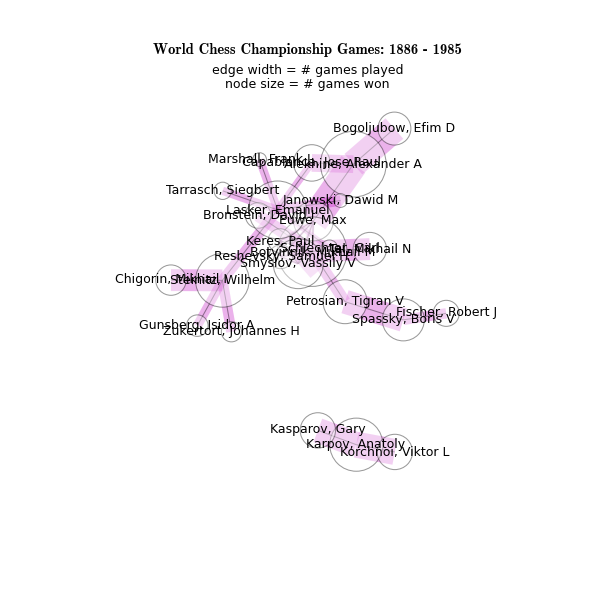 World Chess Championship Games: 1886 - 1985
edge width = # games played
node size = # games won
Bogoljubow, Efim D
Marshall, Frank J
Capablanca, Jose Raul
Alekhine, Alexander A
Tarrasch, Siegbert
Janowski, Dawid M
Lasker, Emanuel
Bronstein, David I
Euwe, Max
Keres, Paul
Schlechter, Carl
Tal, Mikhail N
Botvinnik, Mikhail M
Reshevsky, Samuel H
Smyslov, Vassily V
Chigorin, Mikhail I
Steinitz, Wilhelm
Petrosian, Tigran V
Fischer, Robert J
Spassky, Boris V
Gunsberg, Isidor A
Zukertort, Johannes H
Kasparov, Gary
Karpov, Anatoly
Korchnoi, Viktor L